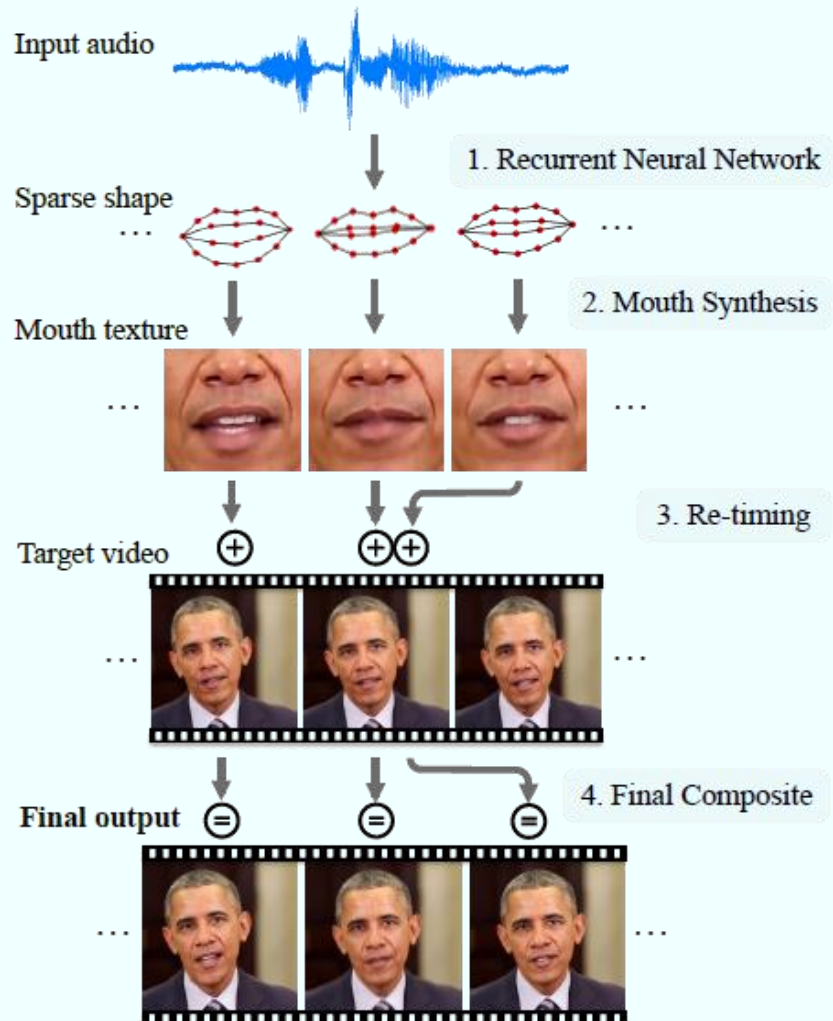 Input audio
1. Recurrent Neural Network
Sparse shape
... ...
2. Mouth Synthesis
Mouth texture
... ...
3. Re-timing
Target video
+ + +
... ...
4. Final Composite
Final output = = =
... ...